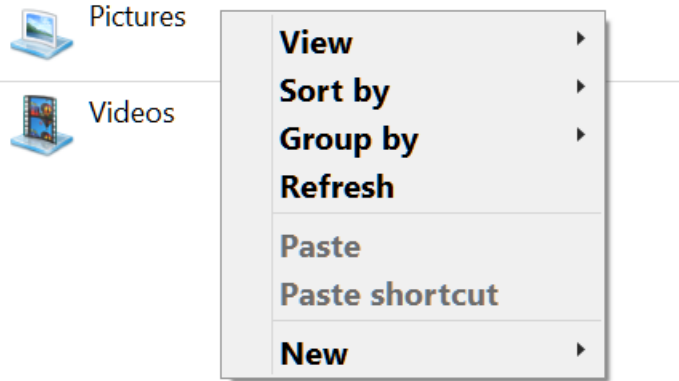 Pictures
Videos
View
Sort by
Group by
Refresh
Paste
Paste shortcut
New